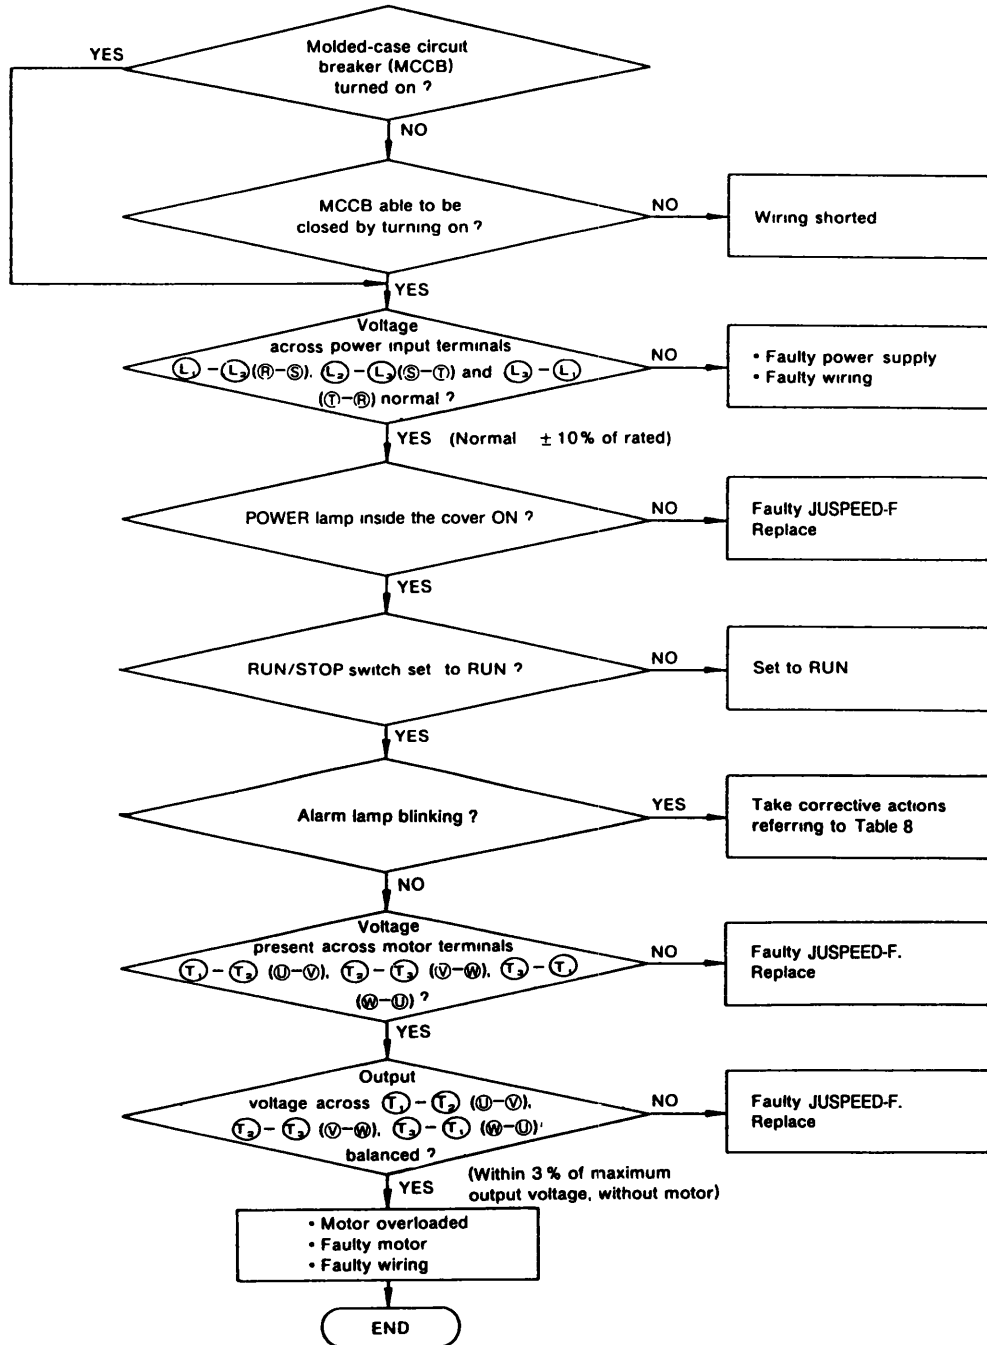 Molded-case circuit
breaker (MCCB)
turned on ?
YES
NO
MCCB able to be
closed by turning on ?
NO
Wiring shorted
YES
Voltage
across power input terminals
L₁ - L₂ (R-S), L₂ - L₃ (S-T) and L₃ - L₁
(T-R) normal ?
NO
• Faulty power supply
• Faulty wiring
YES (Normal ± 10% of rated)
POWER lamp inside the cover ON ?
NO
Faulty JUSPEED-F
Replace
YES
RUN/STOP switch set to RUN ?
NO
Set to RUN
YES
Alarm lamp blinking ?
YES
Take corrective actions
referring to Table 8
NO
Voltage
present across motor terminals
T₁ - T₂ (U-V), T₂ - T₃ (V-W), T₃ - T₁
(W-U) ?
NO
Faulty JUSPEED-F.
Replace
YES
Output
voltage across T₁ - T₂ (U-V),
T₂ - T₃ (V-W), T₃ - T₁ (W-U)
balanced ?
NO
Faulty JUSPEED-F.
Replace
YES
(Within 3% of maximum
output voltage, without motor)
• Motor overloaded
• Faulty motor
• Faulty wiring
END